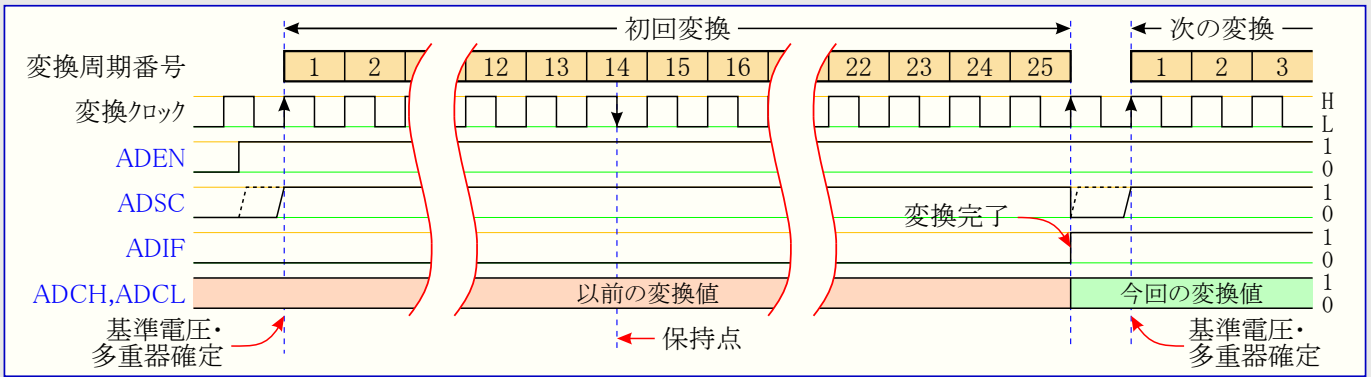 初回変換
次の変換
変換周期番号 1 2 12 13 14 15 16 22 23 24 25 1 2 3
変換クロック H L
ADEN 1 0
ADSC 1 0
変換完了
ADIF 1 0
ADCH,ADCL 以前の変換値 今回の変換値 1 0
基準電圧・
多重器確定
保持点
基準電圧・
多重器確定